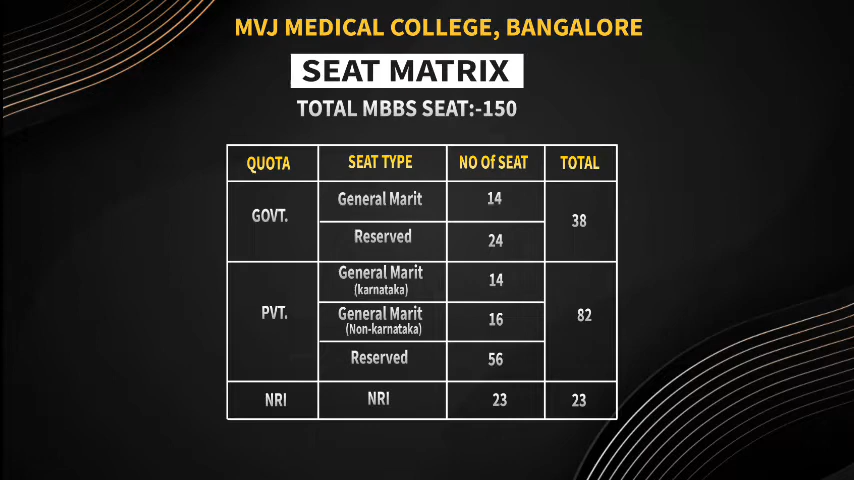 MVJ MEDICAL COLLEGE, BANGALORE
SEAT MATRIX
TOTAL MBBS SEAT:-150
QUOTA SEAT TYPE NO Of SEAT TOTAL
GOVT. General Marit 14 38
Reserved 24
PVT. General Marit (karnataka) 14 82
General Marit (Non-karnataka) 16
Reserved 56
NRI NRI 23 23